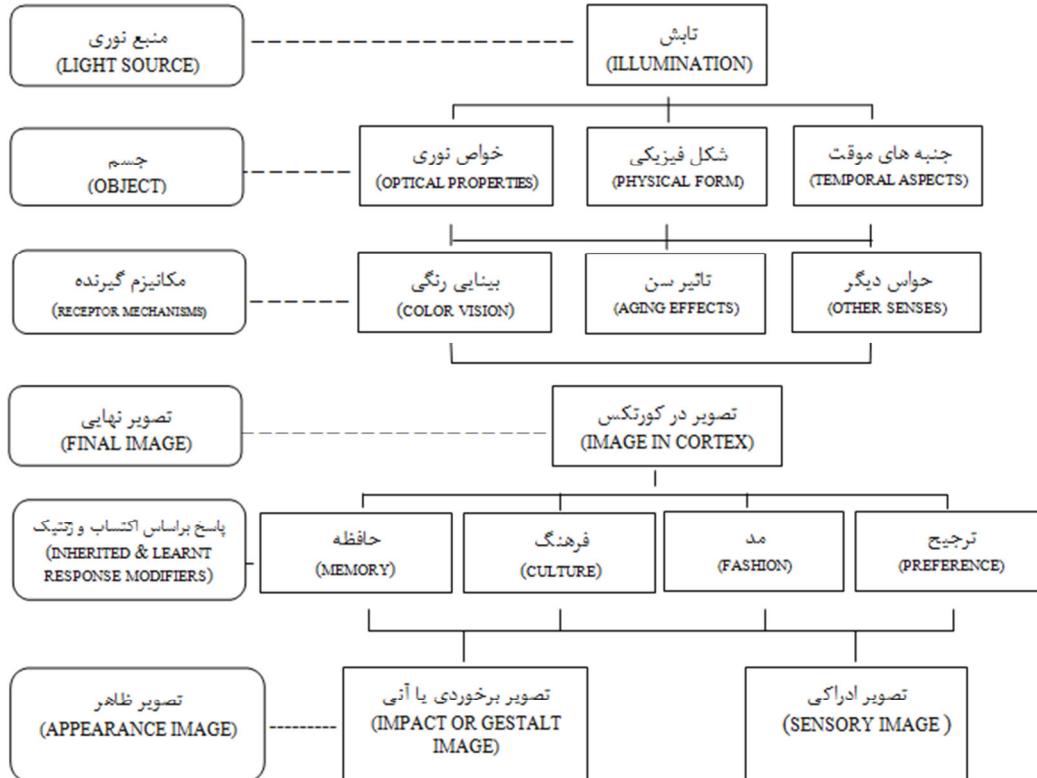 منبع نوری
(LIGHT SOURCE)
تابش
(ILLUMINATION)
جسم
(OBJECT)
خواص نوری
(OPTICAL PROPERTIES)
شکل فیزیکی
(PHYSICAL FORM)
جنبه های موقت
(TEMPORAL ASPECTS)
مکانیزم گیرنده
(RECEPTOR MECHANISMS)
بینایی رنگی
(COLOR VISION)
تاثیر سن
(AGING EFFECTS)
حواس دیگر
(OTHER SENSES)
تصویر نهایی
(FINAL IMAGE)
تصویر در کورتکس
(IMAGE IN CORTEX)
پاسخ براساس اکتساب و ژنتیک
(INHERITED & LEARNT
RESPONSE MODIFIERS)
حافظه
(MEMORY)
فرهنگ
(CULTURE)
مد
(FASHION)
ترجیح
(PREFERENCE)
تصویر ظاهر
(APPEARANCE IMAGE)
تصویر برخوردی یا آنی
(IMPACT OR GESTALT
IMAGE)
تصویر ادراکی
(SENSORY IMAGE )